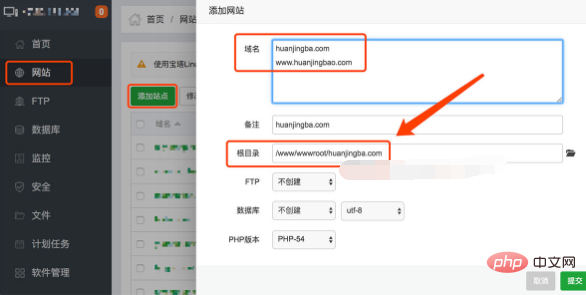 0
首页
网站
FTP
数据库
监控
安全
文件
计划任务
软件管理
首页 / 网站
使用宝塔Linu
添加站点
修改
域名
添加网站
域名
huanjingba.com
www.huanjingbao.com
备注
huanjingba.com
根目录
/www/wwwroot/huanjingba.com
FTP
不创建
数据库
不创建
utf-8
PHP版本
PHP-54
取消
提交
php 中文网